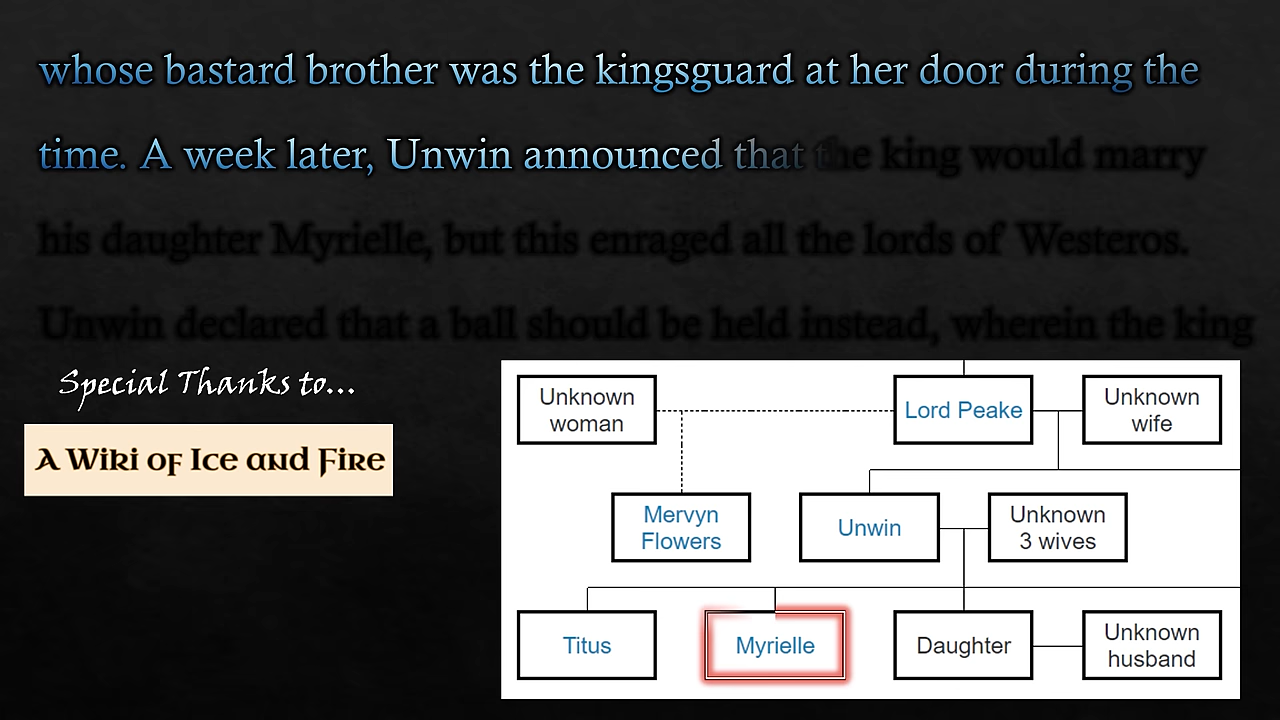 whose bastard brother was the kingsguard at her door during the
time. A week later, Unwin announced that the king would marry
his daughter Myrielle, but this enraged all the lords of Westeros.
Unwin declared that a ball should be held instead, wherein the king
Special Thanks to...
A Wiki of Ice and Fire
Unknown
woman
Lord Peake
Unknown
wife
Mervyn
Flowers
Unwin
Unknown
3 wives
Titus
Myrielle
Daughter
Unknown
husband